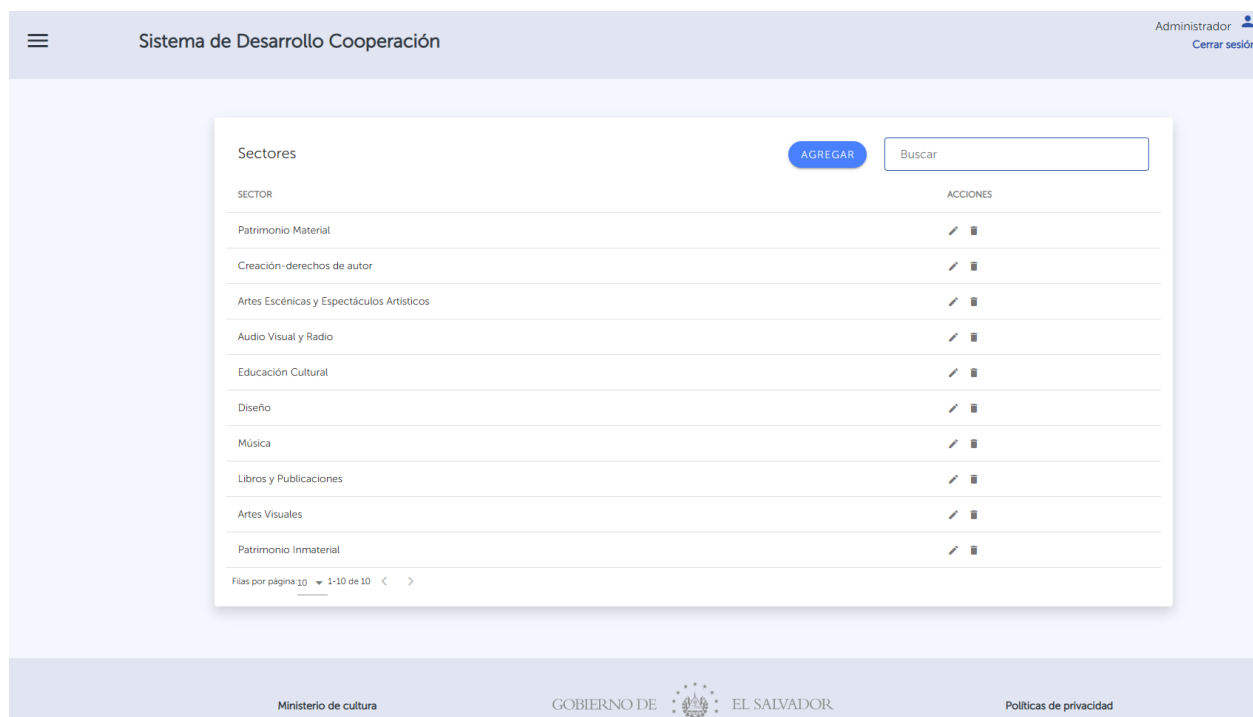 Administrador
Sistema de Desarrollo Cooperación
Cerrar sesión
Sectores
AGREGAR
Buscar
SECTOR ACCIONES
Patrimonio Material
Creación-derechos de autor
Artes Escénicas y Espectáculos Artísticos
Audio Visual y Radio
Educación Cultural
Diseño
Música
Libros y Publicaciones
Artes Visuales
Patrimonio Inmaterial
Filas por página: 10 1-10 de 10
Ministerio de cultura
GOBIERNO DE EL SALVADOR
Políticas de privacidad